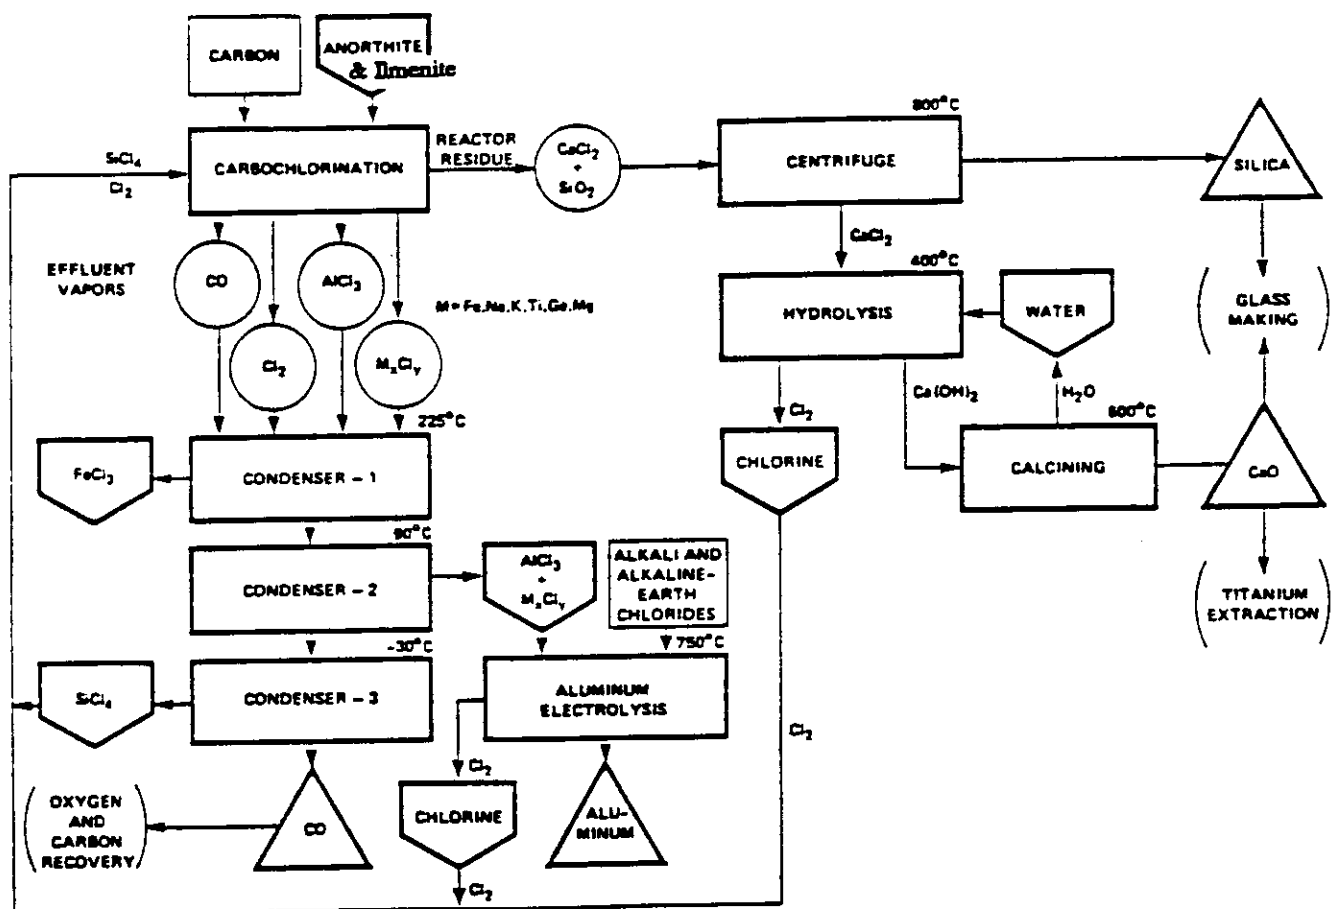 CARBON
ANORTHITE
& Ilmenite
SiCl4
Cl2
CARBOCHLORINATION
REACTOR
RESIDUE
CaCl2
+
SiO2
800°C
CENTRIFUGE
SILICA
CaCl2
EFFLUENT
VAPORS
CO
AlCl3
Cl2
MxCly
M = Fe, Na, K, Ti, Ge, Mg
400°C
HYDROLYSIS
WATER
GLASS
MAKING
Cl2
Ca(OH)2
H2O
225°C
600°C
FeCl3
CONDENSER - 1
CHLORINE
CALCINING
CaO
90°C
CONDENSER - 2
AlCl3
+
MxCly
ALKALI AND
ALKALINE-
EARTH
CHLORIDES
(TITANIUM
EXTRACTION)
-30°C
750°C
SiCl4
CONDENSER - 3
ALUMINUM
ELECTROLYSIS
Cl2
Cl2
(OXYGEN
AND
CARBON
RECOVERY)
CO
CHLORINE
ALU-
MINUM
Cl2